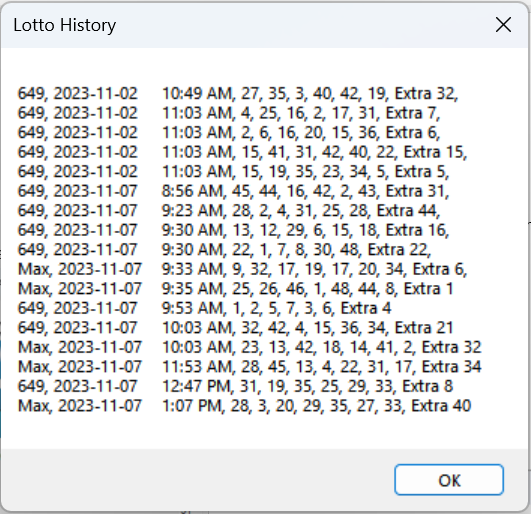 Lotto History
649, 2023-11-02 10:49 AM, 27, 35, 3, 40, 42, 19, Extra 32,
649, 2023-11-02 11:03 AM, 4, 25, 16, 2, 17, 31, Extra 7,
649, 2023-11-02 11:03 AM, 2, 6, 16, 20, 15, 36, Extra 6,
649, 2023-11-02 11:03 AM, 15, 41, 31, 42, 40, 22, Extra 15,
649, 2023-11-02 11:03 AM, 15, 19, 35, 23, 34, 5, Extra 5,
649, 2023-11-07 8:56 AM, 45, 44, 16, 42, 2, 43, Extra 31,
649, 2023-11-07 9:23 AM, 28, 2, 4, 31, 25, 28, Extra 44,
649, 2023-11-07 9:30 AM, 13, 12, 29, 6, 15, 18, Extra 16,
649, 2023-11-07 9:30 AM, 22, 1, 7, 8, 30, 48, Extra 22,
Max, 2023-11-07 9:33 AM, 9, 32, 17, 19, 17, 20, 34, Extra 6,
Max, 2023-11-07 9:35 AM, 25, 26, 46, 1, 48, 44, 8, Extra 1
649, 2023-11-07 9:53 AM, 1, 2, 5, 7, 3, 6, Extra 4
649, 2023-11-07 10:03 AM, 32, 42, 4, 15, 36, 34, Extra 21
Max, 2023-11-07 10:03 AM, 23, 13, 42, 18, 14, 41, 2, Extra 32
Max, 2023-11-07 11:53 AM, 28, 45, 13, 4, 22, 31, 17, Extra 34
649, 2023-11-07 12:47 PM, 31, 19, 35, 25, 29, 33, Extra 8
Max, 2023-11-07 1:07 PM, 28, 3, 20, 29, 35, 27, 33, Extra 40
OK